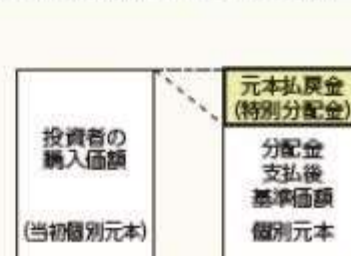 投資者の
購入価額
(当初個別元本)
元本払戻金
(特別分配金)
分配金
支払後
基準価額
個別元本